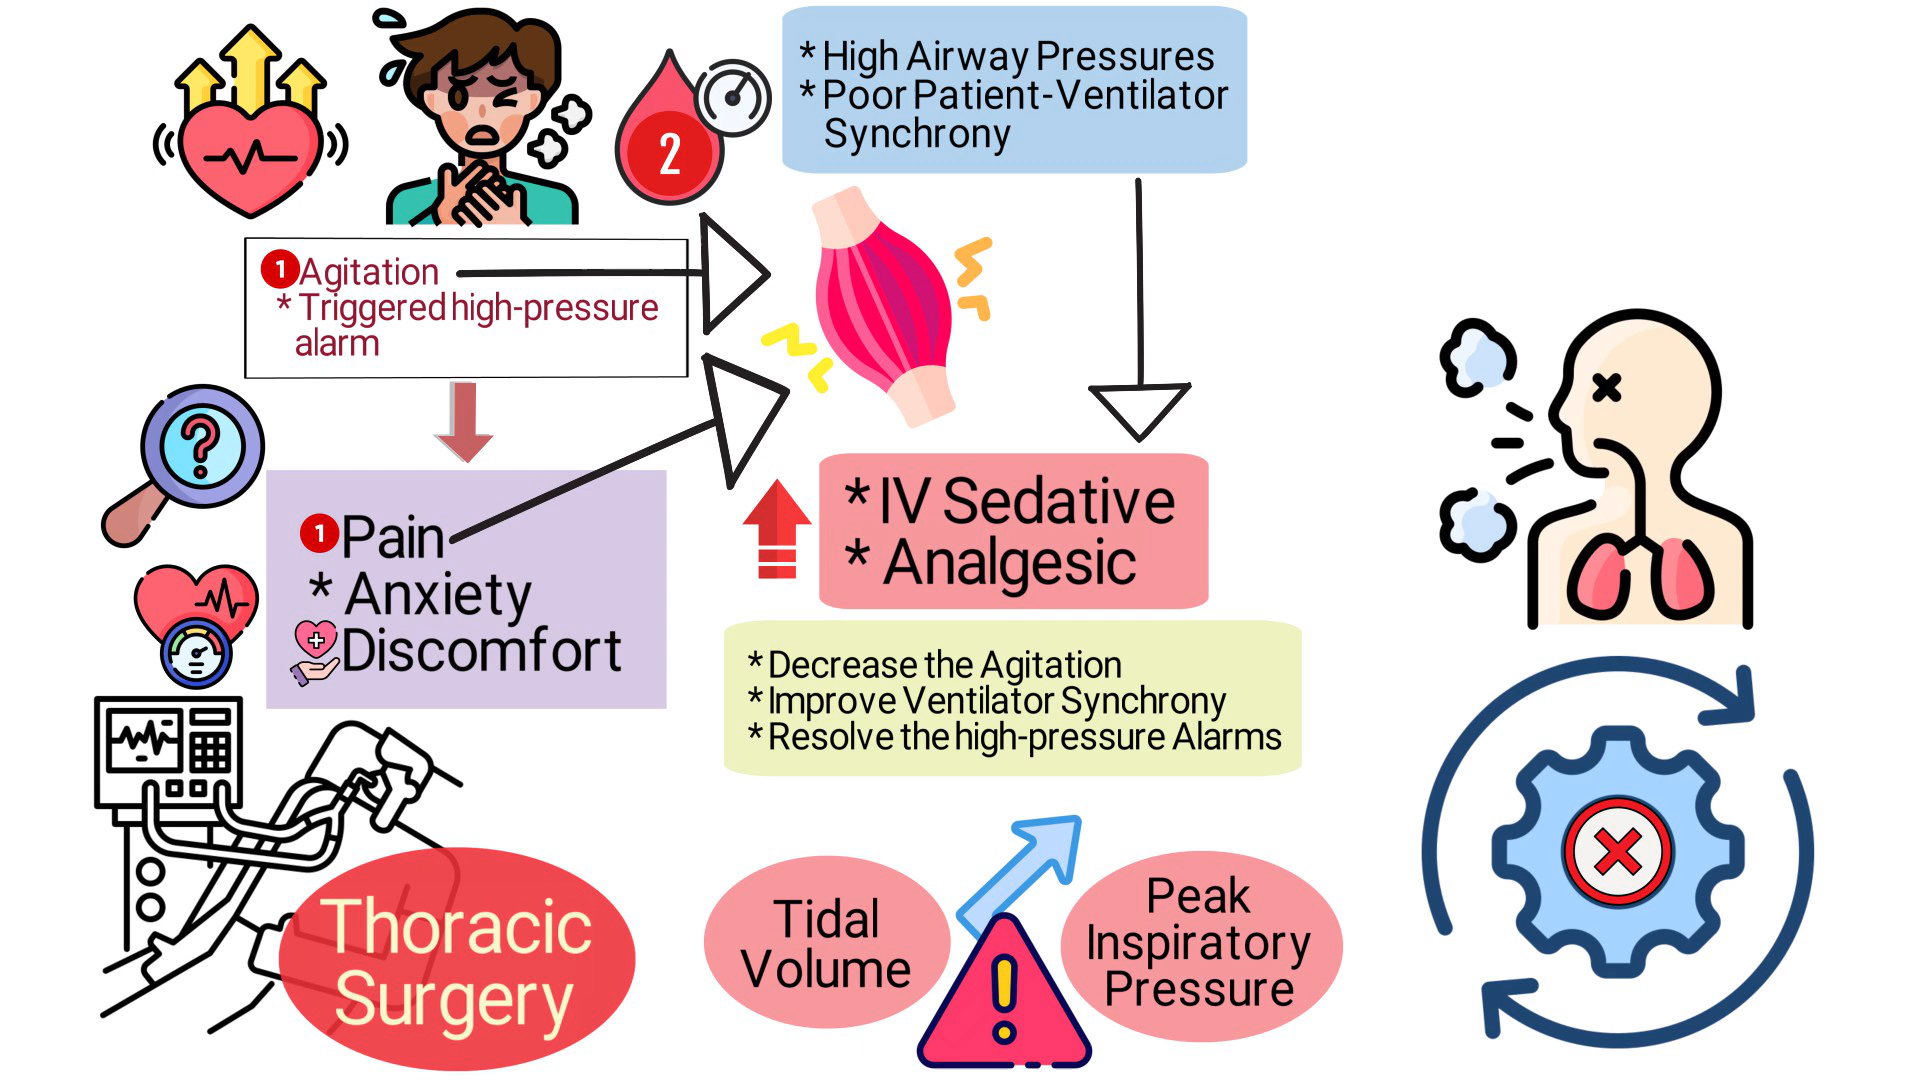 * High Airway Pressures
* Poor Patient-Ventilator
Synchrony
2
1 Agitation
* Triggered high-pressure
alarm
?
1 Pain
* Anxiety
Discomfort
* IV Sedative
* Analgesic
* Decrease the Agitation
* Improve Ventilator Synchrony
* Resolve the high-pressure Alarms
Thoracic
Surgery
Tidal
Volume
!
Peak
Inspiratory
Pressure